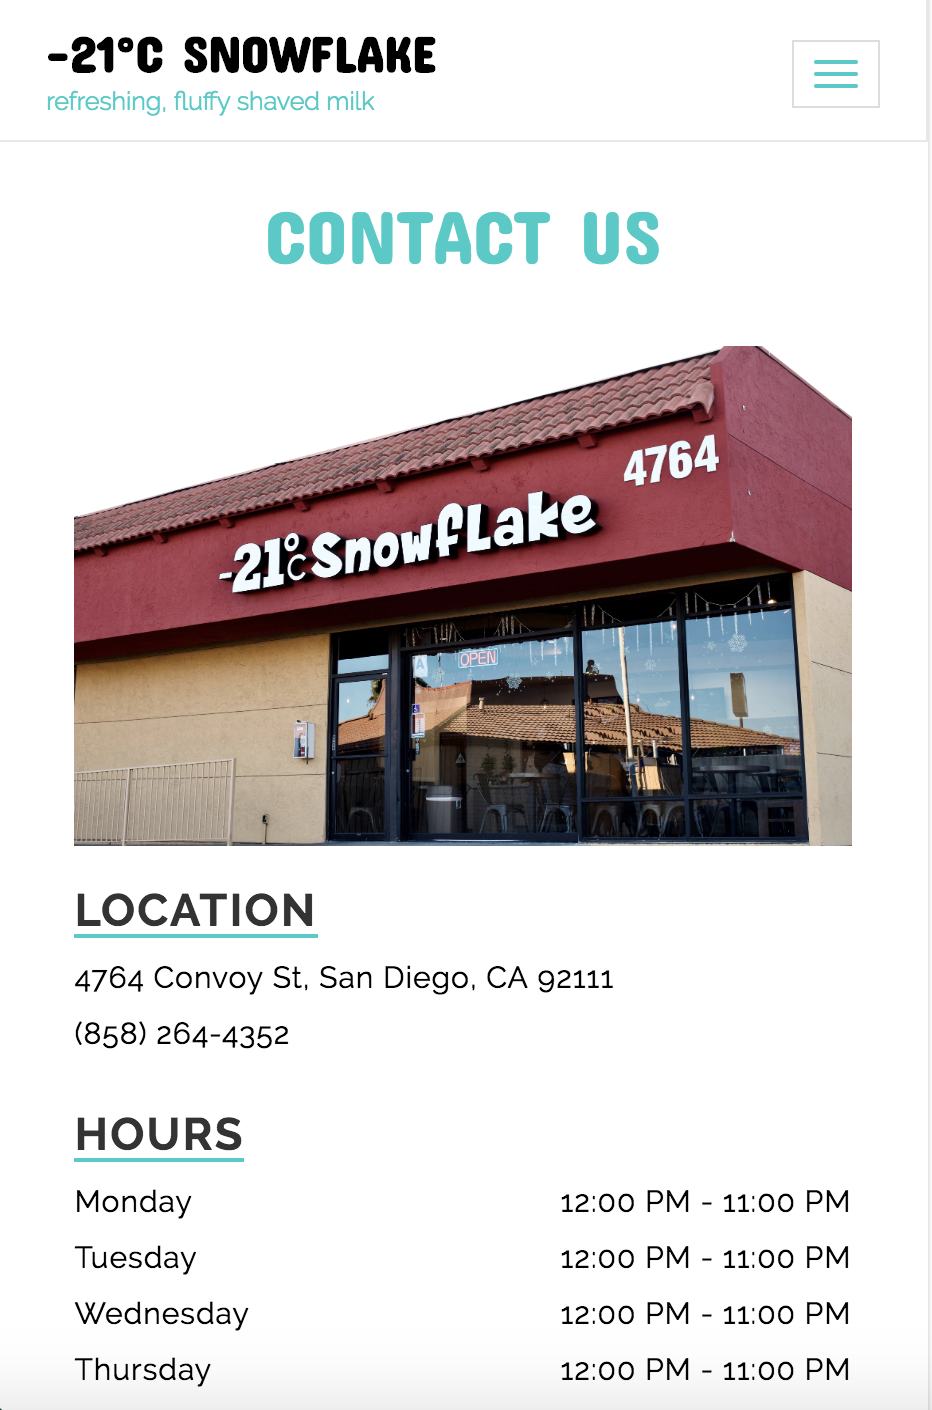 -21°C SNOWFLAKE
refreshing, fluffy shaved milk
CONTACT US
4764
-21°C Snowflake
OPEN
A
LOCATION
4764 Convoy St, San Diego, CA 92111
(858) 264-4352
HOURS
Monday 12:00 PM - 11:00 PM
Tuesday 12:00 PM - 11:00 PM
Wednesday 12:00 PM - 11:00 PM
Thursday 12:00 PM - 11:00 PM